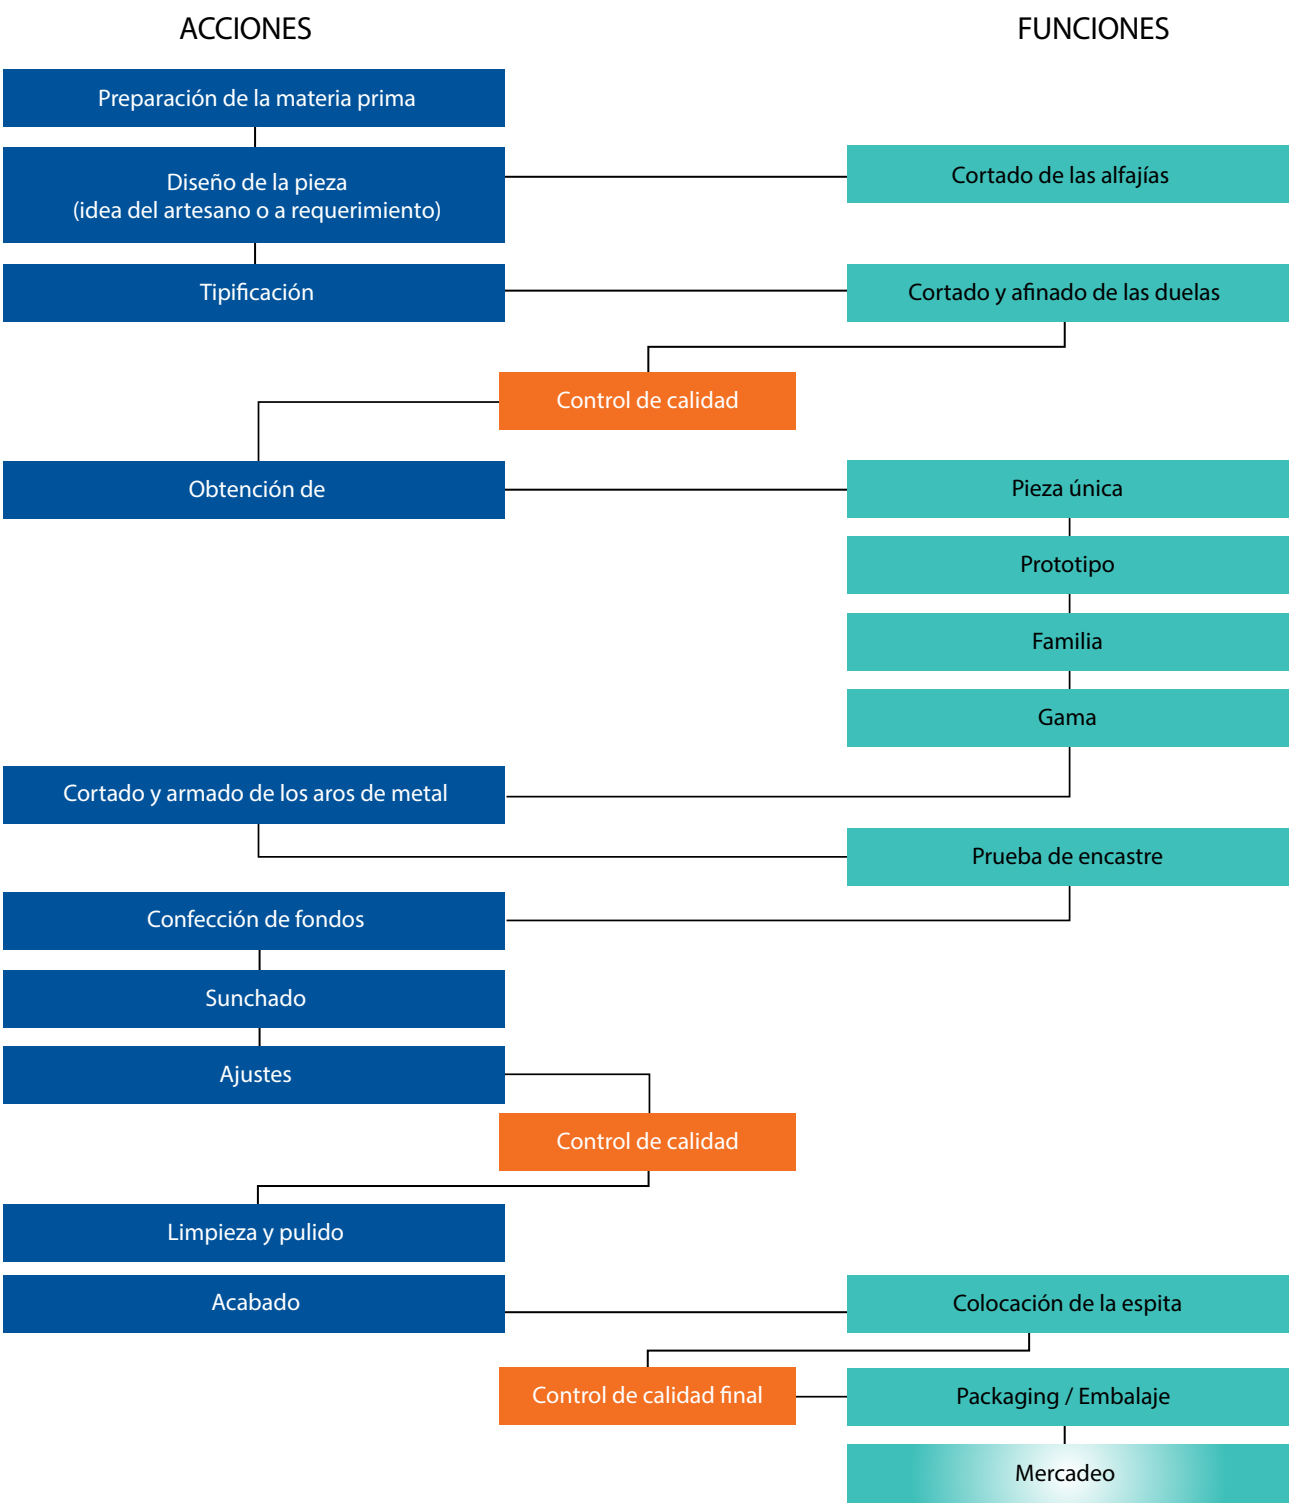 ACCIONES
FUNCIONES
Preparación de la materia prima
Diseño de la pieza
(idea del artesano o a requerimiento)
Cortado de las alfajías
Tipificación
Cortado y afinado de las duelas
Control de calidad
Obtención de
Pieza única
Prototipo
Familia
Gama
Cortado y armado de los aros de metal
Prueba de encastre
Confección de fondos
Sunchado
Ajustes
Control de calidad
Limpieza y pulido
Acabado
Colocación de la espita
Control de calidad final
Packaging / Embalaje
Mercadeo